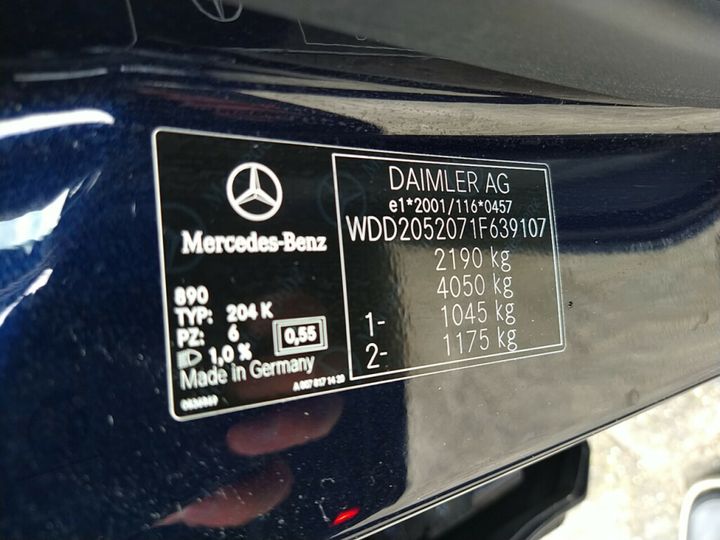 Mercedes-Benz
890
TYP: 204 K
PZ: 6
0,55
1,0 %
Made in Germany
DAIMLER AG
e1*2001/116*0457
WDD2052071F639107
2190 kg
4050 kg
1- 1045 kg
2- 1175 kg